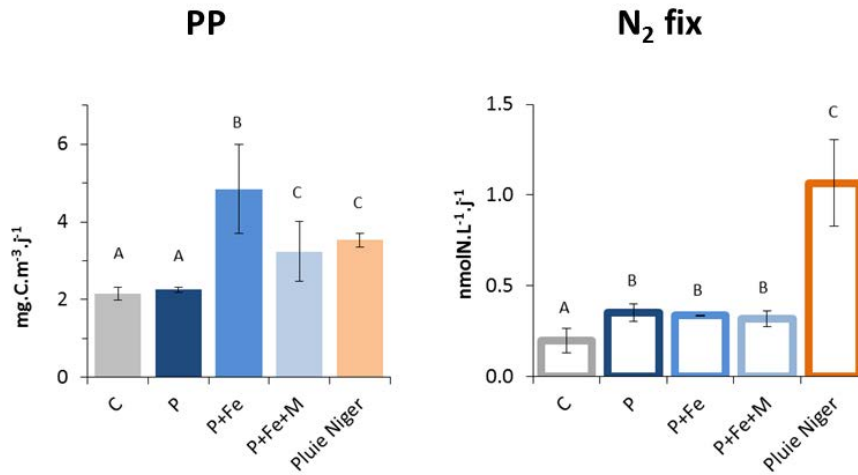 PP
mg.C.m⁻³.j⁻¹
6
4
2
0
A
A
B
C
C
C
P
P+Fe
P+Fe+M
Pluie Niger
N₂ fix
nmolN.L⁻¹.j⁻¹
1.5
1.0
0.5
0.0
A
B
B
B
C
C
P
P+Fe
P+Fe+M
Pluie Niger